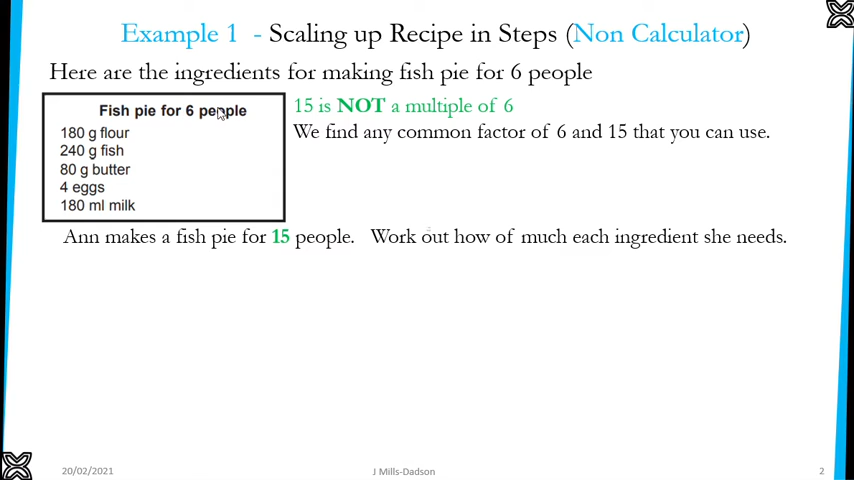 Example 1 - Scaling up Recipe in Steps (Non Calculator)
Here are the ingredients for making fish pie for 6 people
Fish pie for 6 people
180 g flour
240 g fish
80 g butter
4 eggs
180 ml milk
15 is NOT a multiple of 6
We find any common factor of 6 and 15 that you can use.
Ann makes a fish pie for 15 people. Work out how of much each ingredient she needs.
20/02/2021
J Mills-Dadson
2